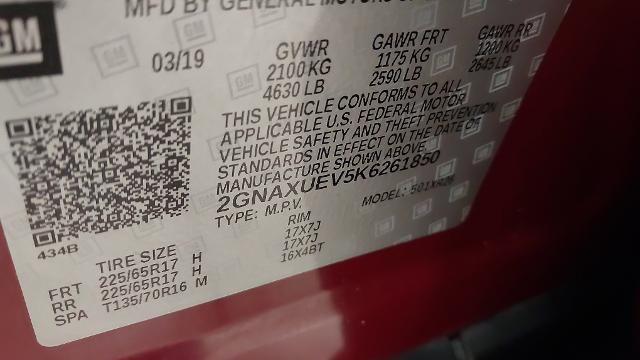 GM
MFD BY GENERAL MOTORS
03/19
GVWR GAWR FRT GAWR RR
2100 KG 1175 KG 1200 KG
4630 LB 2590 LB 2645 LB
THIS VEHICLE CONFORMS TO ALL
APPLICABLE U.S. FEDERAL MOTOR
VEHICLE SAFETY AND THEFT PREVENTION
STANDARDS IN EFFECT ON THE DATE OF
MANUFACTURE SHOWN ABOVE.
2GNAXUEV5K6261850
TYPE: M.P.V. MODEL:
434B
TIRE SIZE RIM
FRT 225/65R17 H 17X7J
RR 225/65R17 H 17X7J
SPA T135/70R16 M 16X4BT